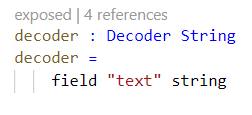 exposed | 4 references
decoder : Decoder String
decoder =
    field "text" string